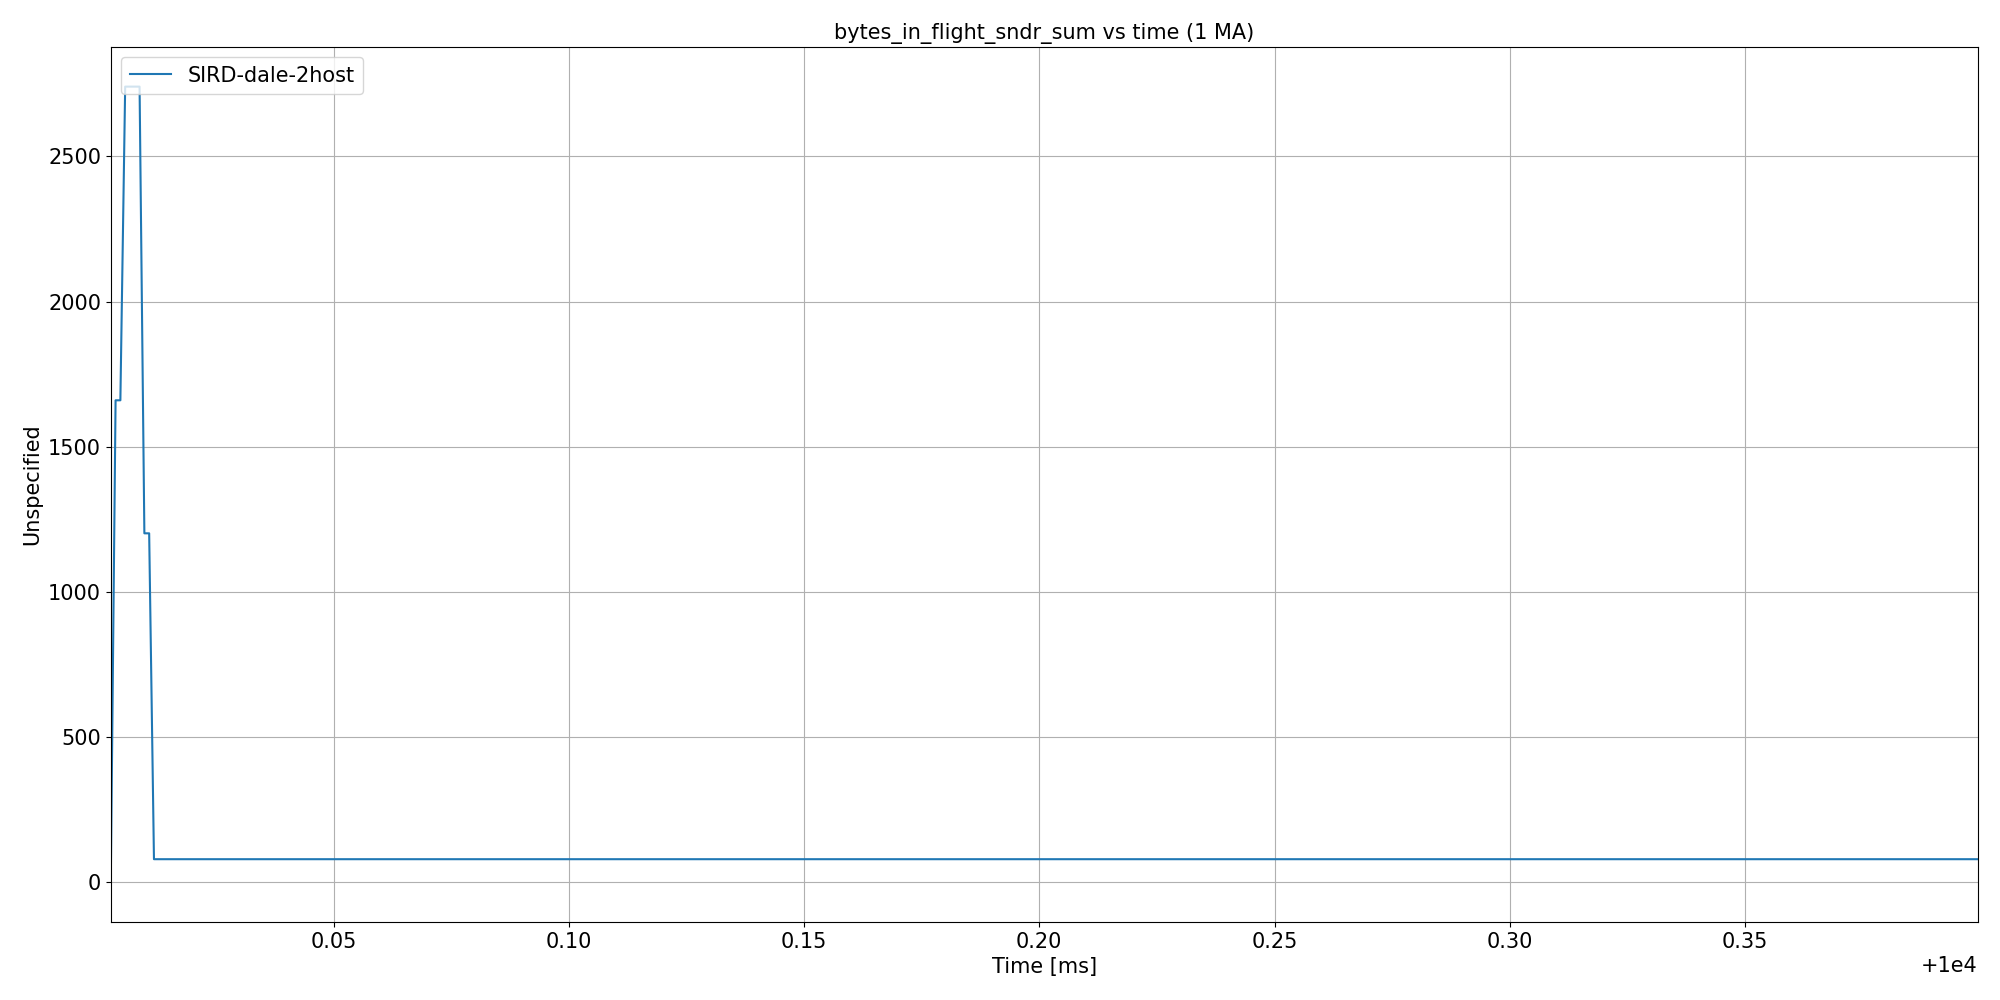 bytes_in_flight_sndr_sum vs time (1 MA)
SIRD-dale-2host
2500
2000
1500
1000
500
0
Unspecified
0.05 0.10 0.15 0.20 0.25 0.30 0.35
Time [ms]
+1e4